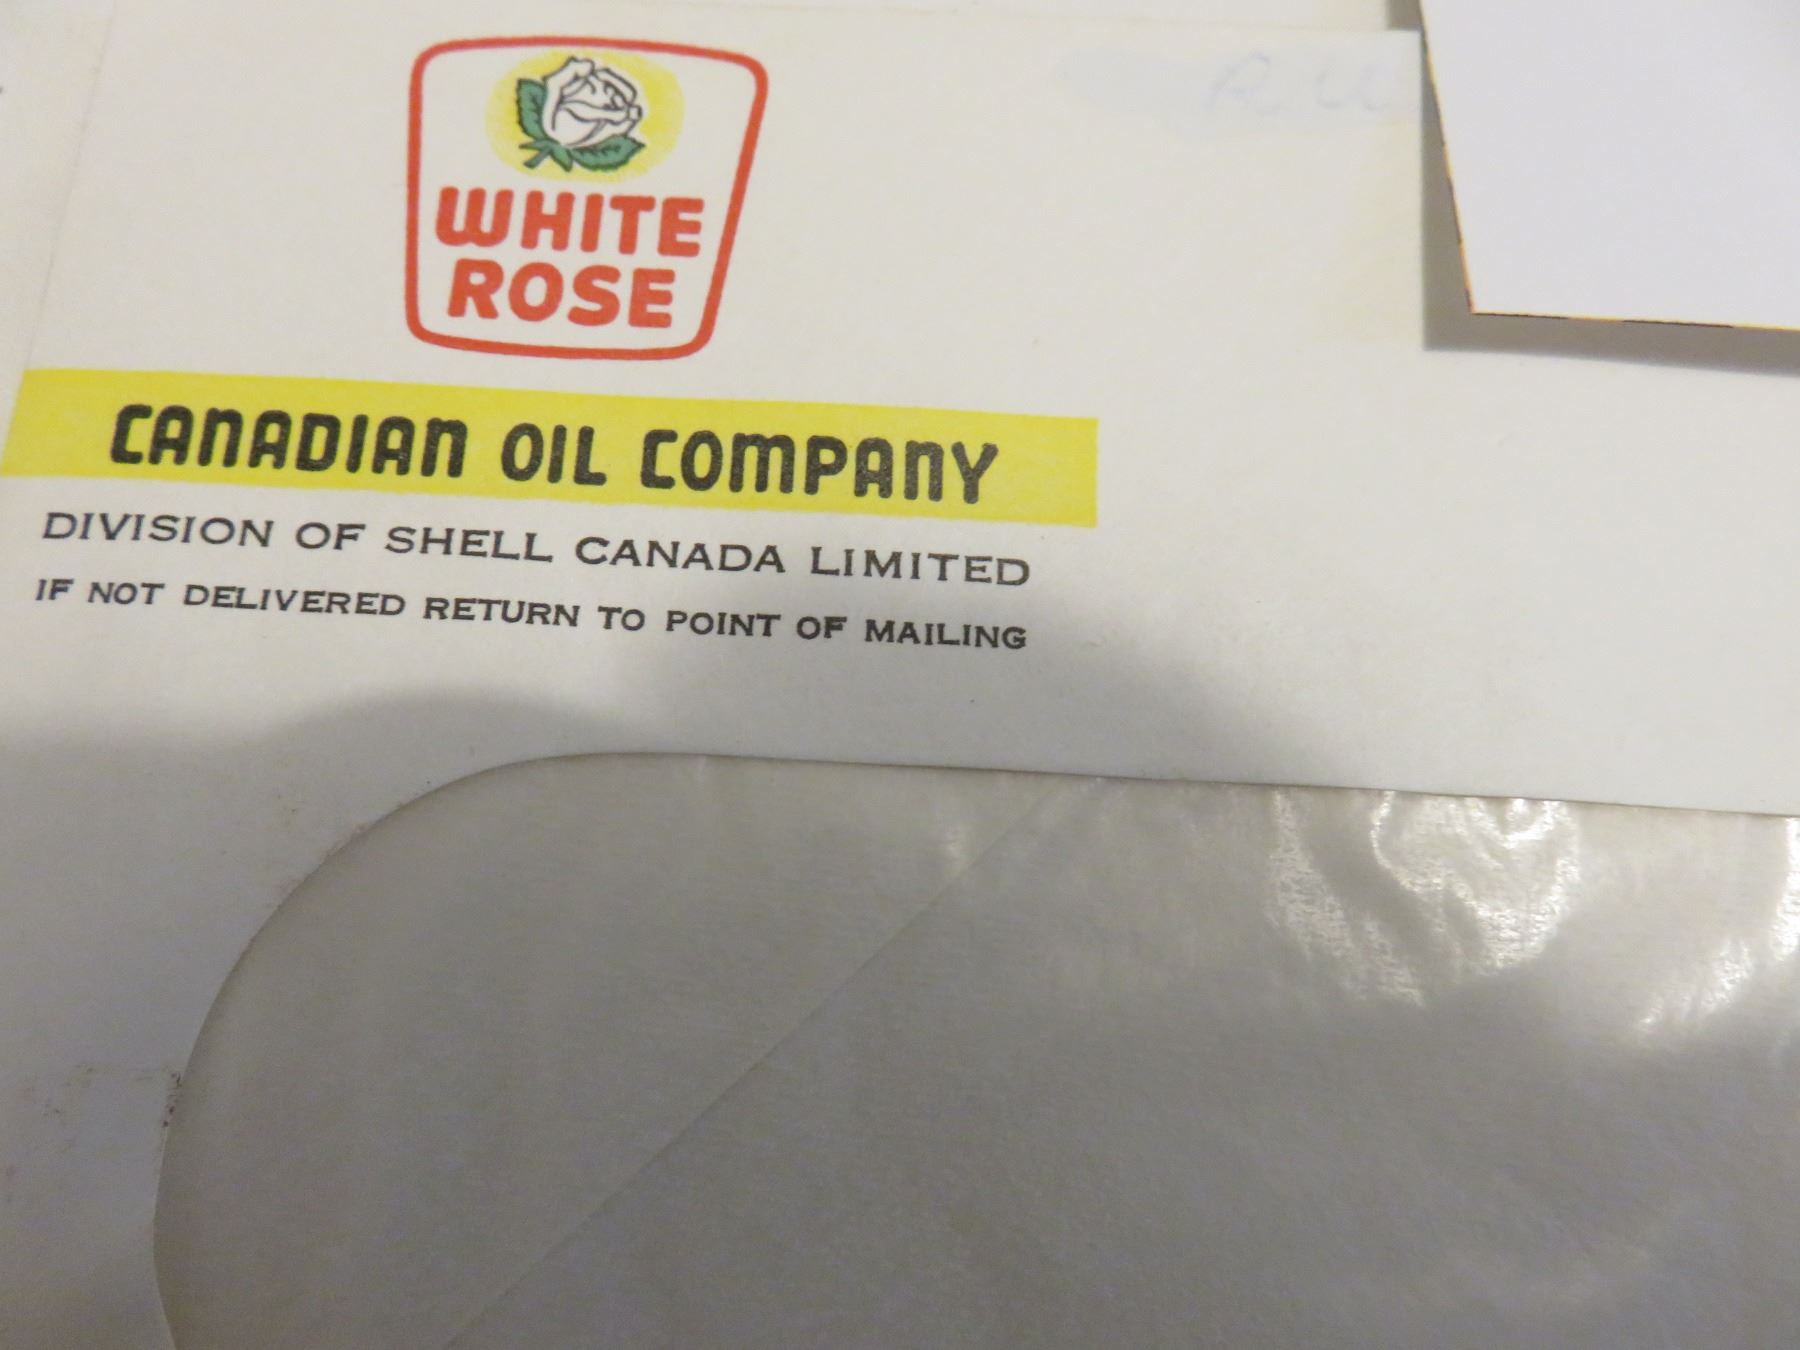 WHITE
ROSE
CANADIAN OIL COMPANY
DIVISION OF SHELL CANADA LIMITED
IF NOT DELIVERED RETURN TO POINT OF MAILING